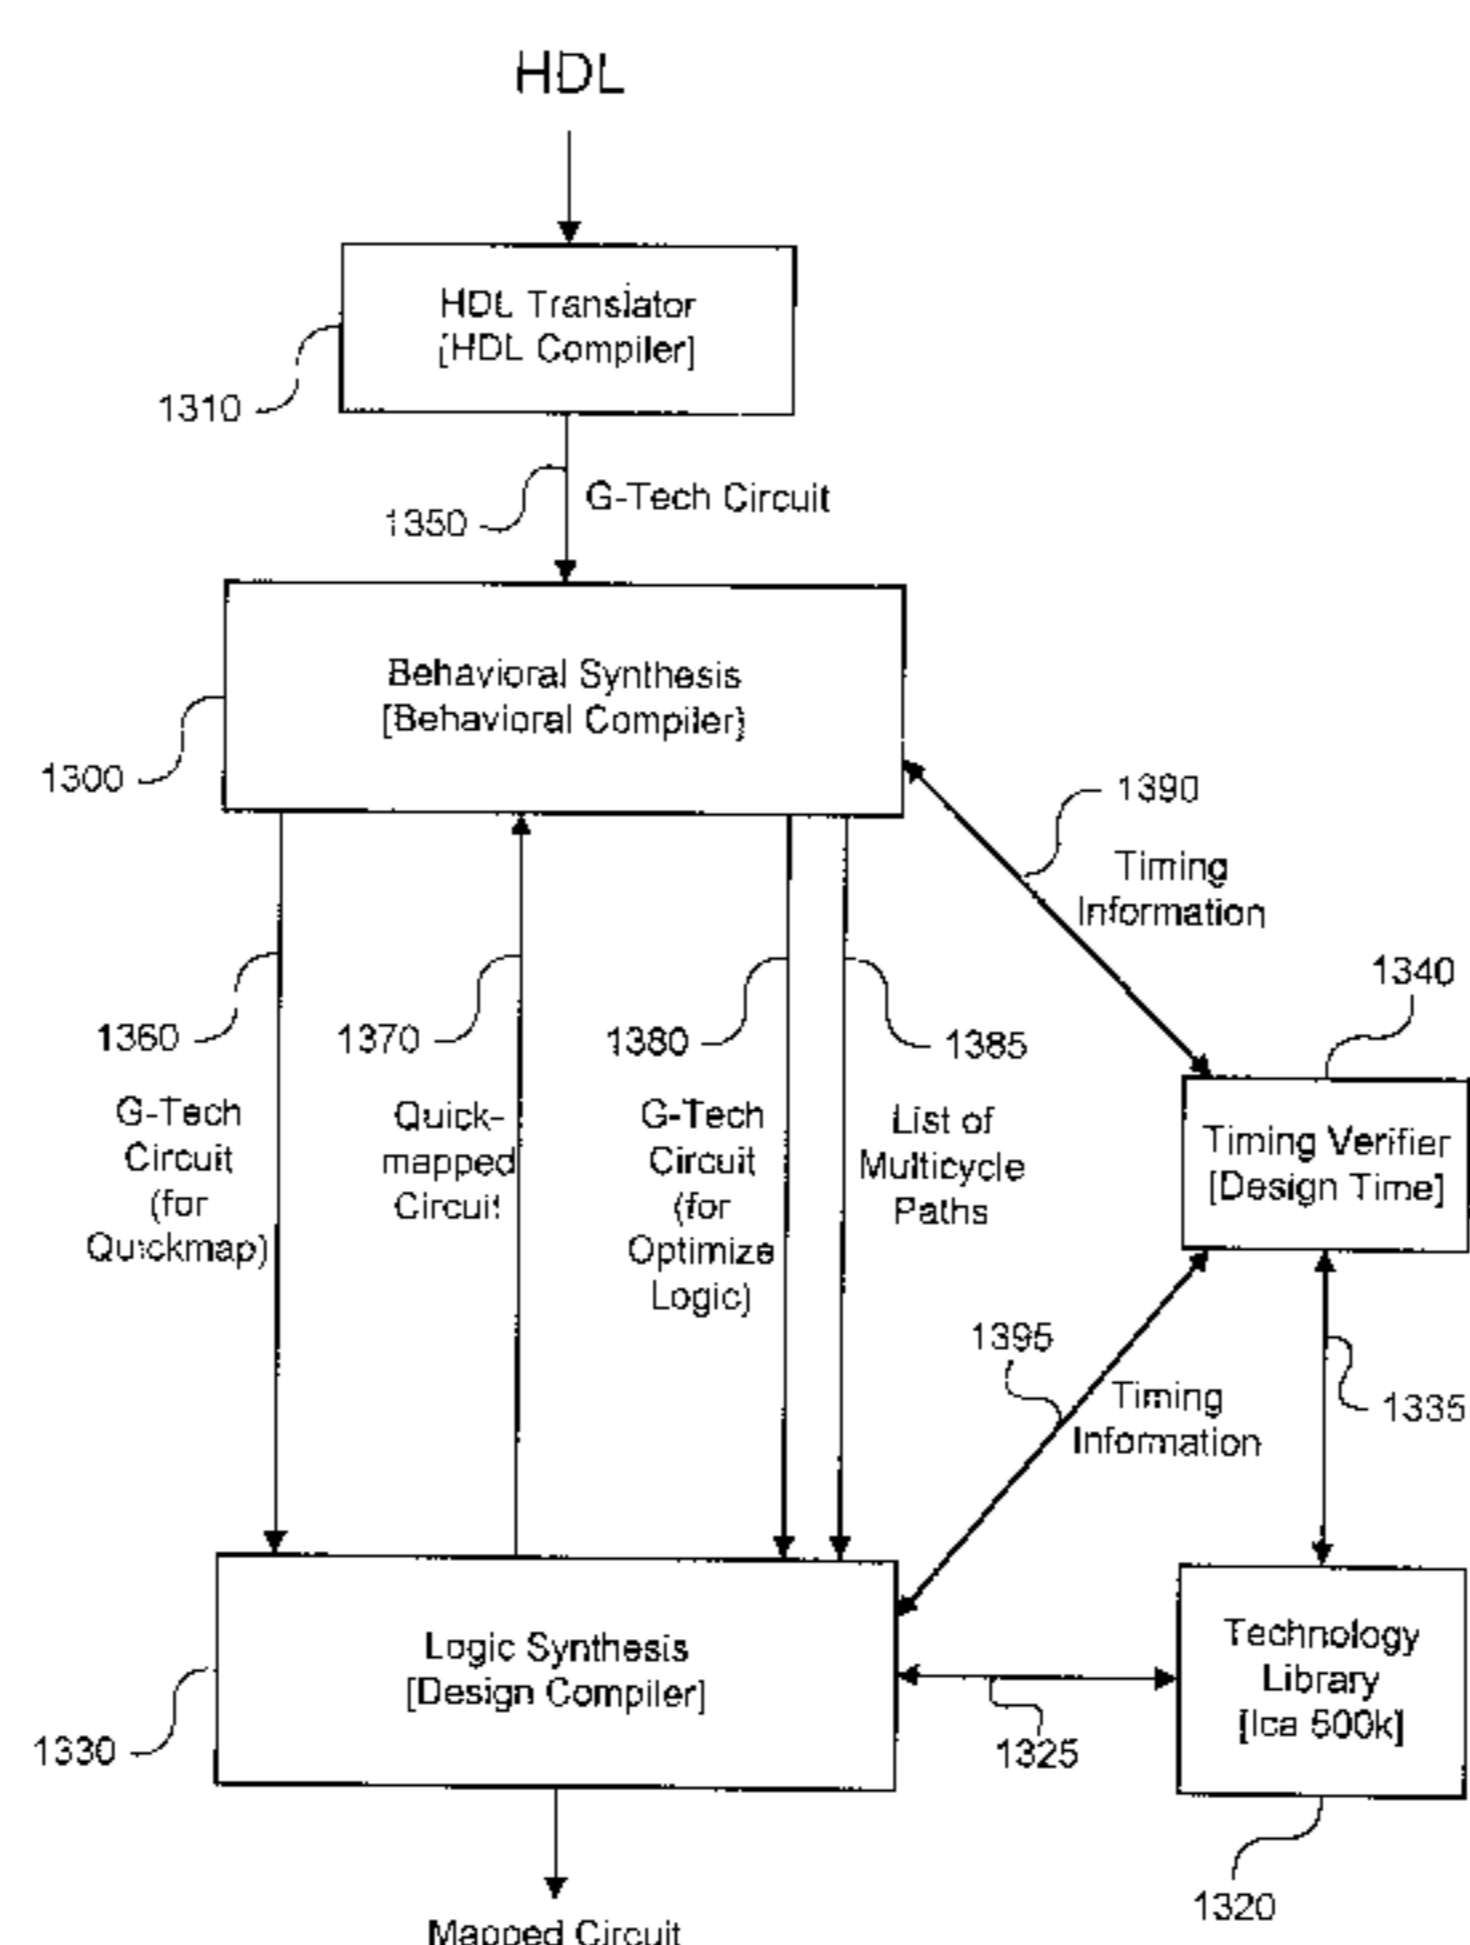 HDL
HDL Translator
[HDL Compiler]
1310
G-Tech Circuit
1350
Behavioral Synthesis
[Behavioral Compiler]
1300
1390
Timing
Information
1340
1360
1370
1380
1385
G-Tech
Circuit
(for
Quickmap)
Quick-
mapped
Circuit
G-Tech
Circuit
(for
Optimize
Logic)
List of
Multicycle
Paths
Timing Verifier
[Design Time]
1395
Timing
Information
1335
Logic Synthesis
[Design Compiler]
1330
1325
Technology
Library
[lca 500k]
1320
Mapped Circuit